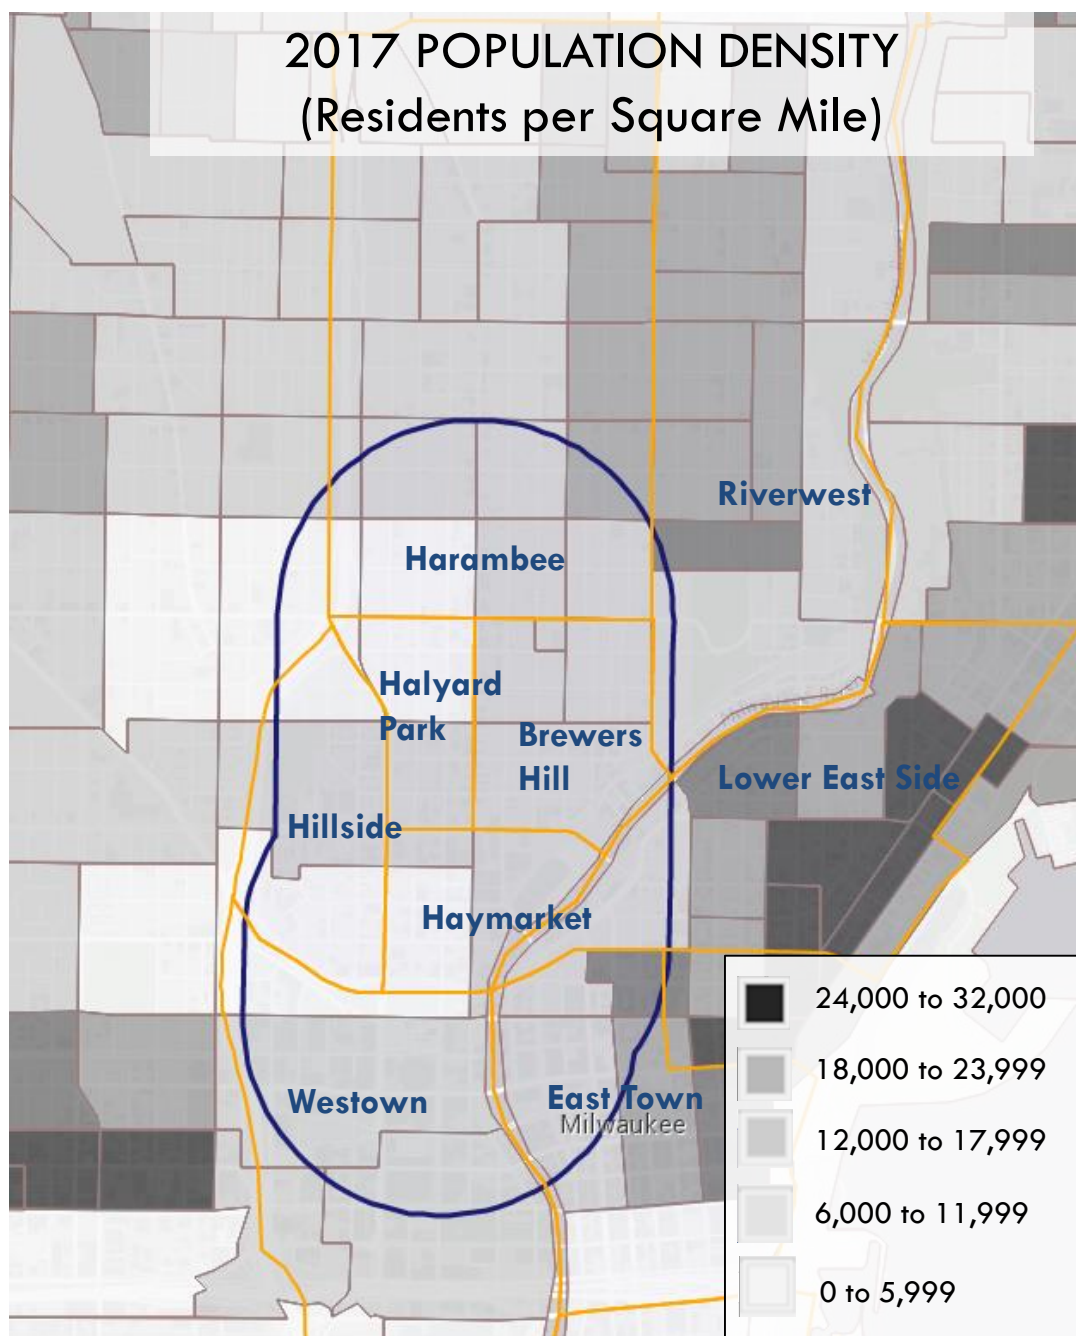 2017 POPULATION DENSITY
(Residents per Square Mile)
Riverwest
Harambee
Halyard
Park
Brewers
Hill
Lower East Side
Hillside
Haymarket
Westown
East Town
Milwaukee
24,000 to 32,000
18,000 to 23,999
12,000 to 17,999
6,000 to 11,999
0 to 5,999